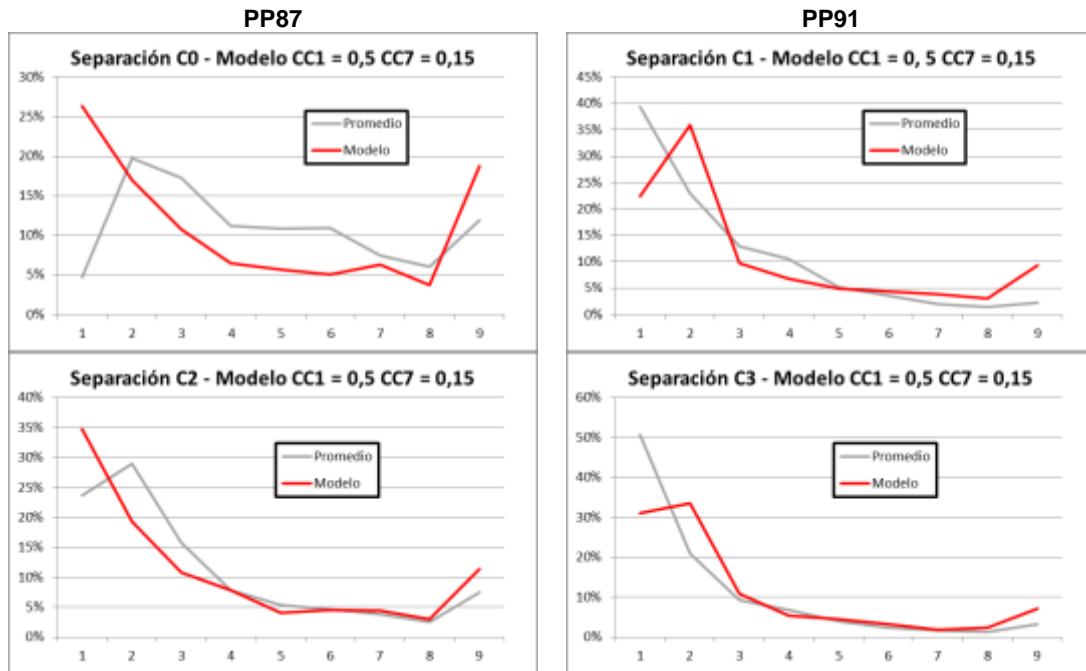 PP87
PP91
Separación C0 - Modelo CC1 = 0,5 CC7 = 0,15
30%
25%
20%
15%
10%
5%
0%
Promedio
Modelo
1 2 3 4 5 6 7 8 9
Separación C1 - Modelo CC1 = 0, 5 CC7 = 0,15
45%
40%
35%
30%
25%
20%
15%
10%
5%
0%
Promedio
Modelo
1 2 3 4 5 6 7 8 9
Separación C2 - Modelo CC1 = 0,5 CC7 = 0,15
40%
35%
30%
25%
20%
15%
10%
5%
0%
Promedio
Modelo
1 2 3 4 5 6 7 8 9
Separación C3 - Modelo CC1 = 0,5 CC7 = 0,15
60%
50%
40%
30%
20%
10%
0%
Promedio
Modelo
1 2 3 4 5 6 7 8 9